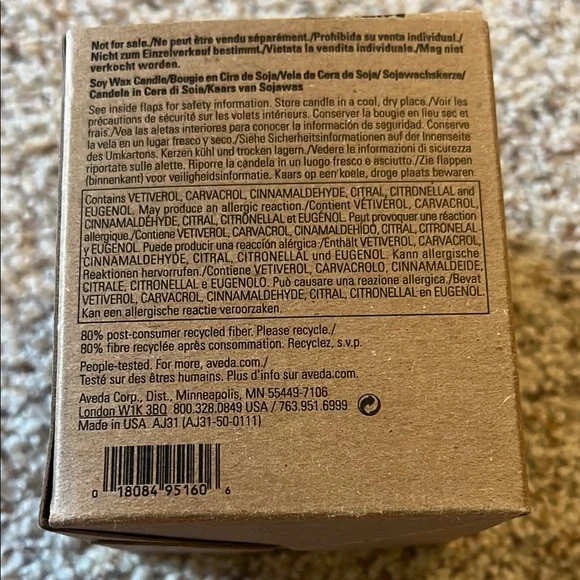 Not for sale./Ne peut être vendu séparément./Prohibida su venta individual./
Nicht zum Einzelverkauf bestimmt./Vietata la vendita individuale./Mag niet
verkocht worden.
Soy Wax Candle/Bougie en Cire de Soja/Vela de Cera de Soja/Sojawachskerze/
Candela in Cera di Soia/Kaars van Sojawas
See inside flaps for safety information. Store candle in a cool, dry place./Voir les
précautions de sécurité sur les volets intérieurs. Conserver la bougie en lieu sec et
frais./Vea las aletas interiores para conocer la información de seguridad. Conserve
la vela en un lugar fresco y seco./Siehe Sicherheitsinformationen auf der Innenseite
des Umkartons. Kerzen kühl und trocken lagern./Vedere le informazioni di sicurezza
riportate sulle alette. Riporre la candela in un luogo fresco e asciutto./Zie flappen
(binnenkant) voor veiligheidsinformatie. Kaars op een koele, droge plaats bewaren.
Contains VETIVEROL, CARVACROL, CINNAMALDEHYDE, CITRAL, CITRONELLAL and
EUGENOL. May produce an allergic reaction./Contient VÉTIVÉROL, CARVACROL,
CINNAMALDÉHYDE, CITRAL, CITRONELLAL et EUGÉNOL. Peut provoquer une réaction
allergique./Contiene VETIVEROL, CARVACROL, CINAMALDEHÍDO, CITRAL, CITRONELAL
y EUGENOL. Puede producir una reacción alérgica./Enthält VETIVEROL, CARVACROL,
CINNAMALDEHYDE, CITRAL, CITRONELLAL und EUGENOL. Kann allergische
Reaktionen hervorrufen./Contiene VETIVEROL, CARVACROLO, CINNAMALDEIDE,
CITRALE, CITRONELLAL e EUGENOLO. Può causare una reazione allergica./Bevat
VETIVEROL, CARVACROL, CINNAMALDEHYDE, CITRAL, CITRONELLAL en EUGENOL.
Kan een allergische reactie veroorzaken.
80% post-consumer recycled fiber. Please recycle./
80% fibre recyclée après consommation. Recyclez, s.v.p.
People-tested. For more, aveda.com./
Testé sur des êtres humains. Plus d'info sur aveda.com.
Aveda Corp., Dist., Minneapolis, MN 55449-7106
London W1K 3BQ 800.328.0849 USA / 763.951.6999
Made in USA AJ31 (AJ31-50-0111)
0 18084 95160 6